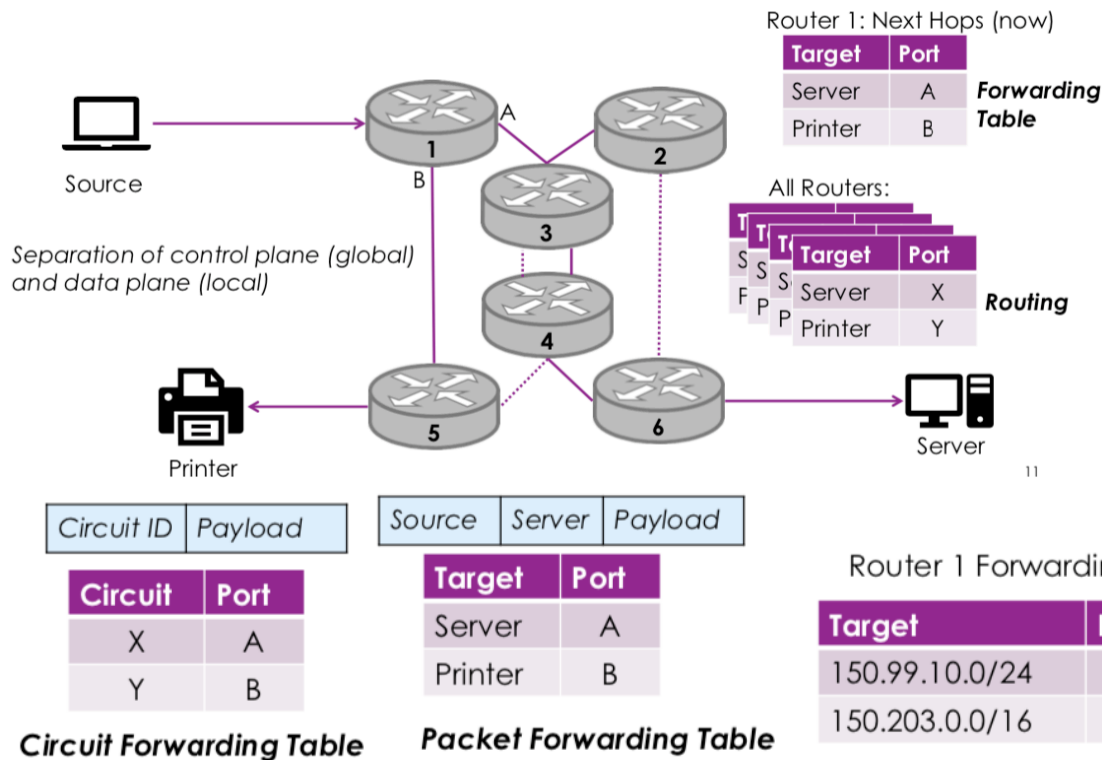 Router 1: Next Hops (now)
Target Port
Server A
Printer B
Forwarding
Table
A
1
2
B
Source
3
All Routers:
T
T
T
S
S
S
F
P
P
Target Port
Server X
Printer Y
Routing
Separation of control plane (global)
and data plane (local)
4
5
6
Printer
Server
11
Circuit ID Payload
Circuit Port
X A
Y B
Circuit Forwarding Table
Source Server Payload
Target Port
Server A
Printer B
Packet Forwarding Table
Router 1 Forwardin
Target
150.99.10.0/24
150.203.0.0/16